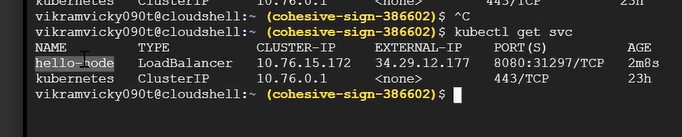 kubernetes ClusterIP 10.76.0.1 <none> 443/TCP 23h
vikramvicky090t@cloudshell:~ (cohesive-sign-386602)$ ^C
vikramvicky090t@cloudshell:~ (cohesive-sign-386602)$ kubectl get svc
NAME TYPE CLUSTER-IP EXTERNAL-IP PORT(S) AGE
hello-node LoadBalancer 10.76.15.172 34.29.12.177 8080:31297/TCP 2m8s
kubernetes ClusterIP 10.76.0.1 <none> 443/TCP 23h
vikramvicky090t@cloudshell:~ (cohesive-sign-386602)$